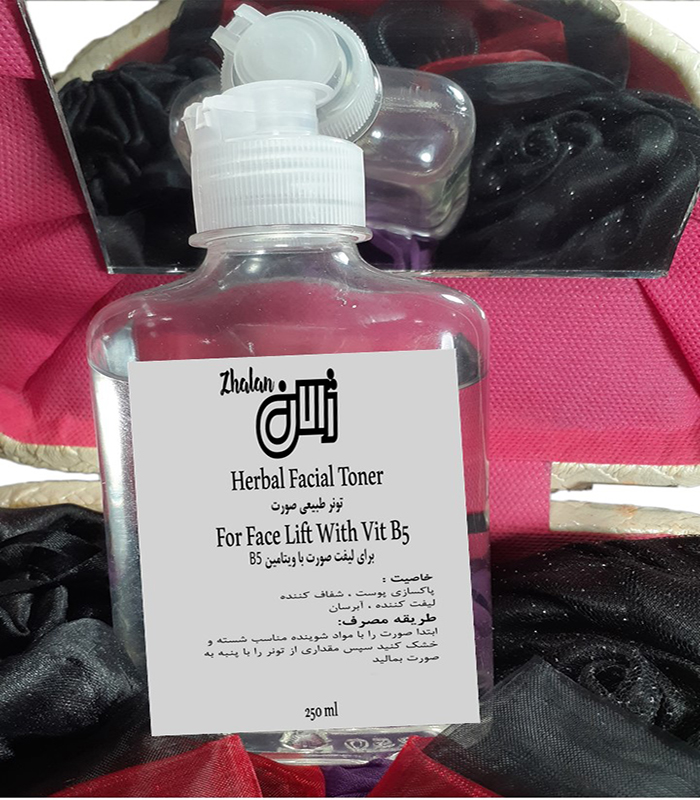 Zhalan
ژلان
Herbal Facial Toner
تونر طبیعی صورت
For Face Lift With Vit B5
برای لیفت صورت با ویتامین B5
خاصیت :
پاکسازی پوست . شفاف کننده
لیفت کننده . آبرسان
طریقه مصرف:
ابتدا صورت را با مواد شوینده مناسب شسته و
خشک کنید سپس مقداری از تونر را با پنبه به
صورت بمالید
250 ml